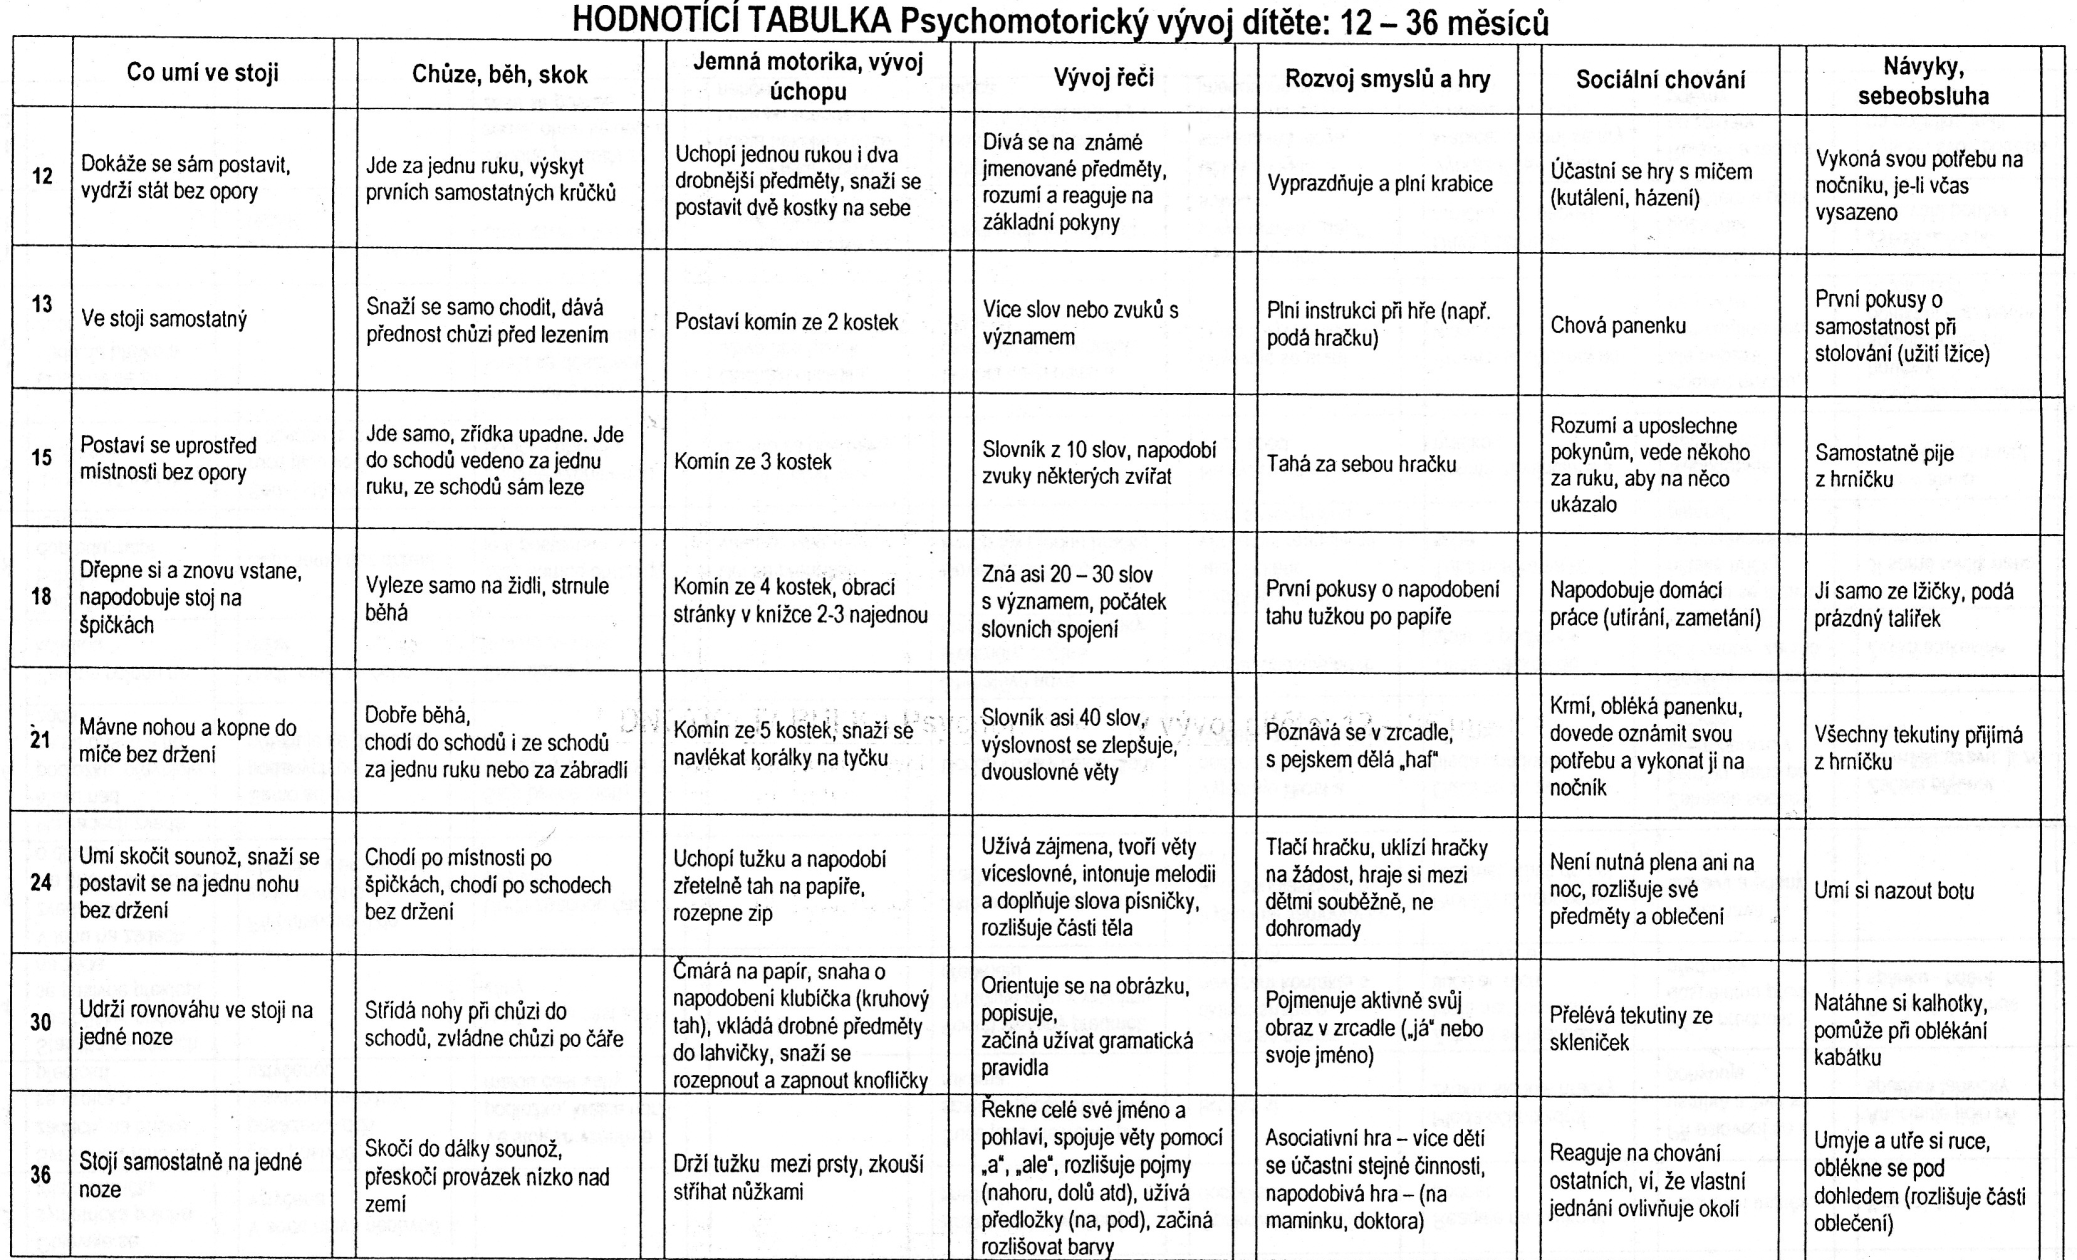 HODNOTÍCÍ TABULKA Psychomotorický vývoj dítěte: 12 – 36 měsíců
Co umí ve stoji
Chůze, běh, skok
Jemná motorika, vývoj
úchopu
Vývoj řeči
Rozvoj smyslů a hry
Sociální chování
Návyky,
sebeobsluha
12
Dokáže se sám postavit,
vydrží stát bez opory
Jde za jednu ruku, výskyt
prvních samostatných krůčků
Uchopí jednou rukou i dva
drobnější předměty, snaží se
postavit dvě kostky na sebe
Dívá se na známé
jmenované předměty,
rozumí a reaguje na
základní pokyny
Vyprazdňuje a plní krabice
Účastní se hry s míčem
(kutálení, házení)
Vykoná svou potřebu na
nočníku, je-li včas
vysazeno
13
Ve stoji samostatný
Snaží se samo chodit, dává
přednost chůzi před lezením
Postaví komín ze 2 kostek
Více slov nebo zvuků s
významem
Plní instrukci při hře (např.
podá hračku)
Chová panenku
První pokusy o
samostatnost při
stolování (užití lžíce)
15
Postaví se uprostřed
místnosti bez opory
Jde samo, zřídka upadne. Jde
do schodů vedeno za jednu
ruku, ze schodů sám leze
Komín ze 3 kostek
Slovník z 10 slov, napodobí
zvuky některých zvířat
Tahá za sebou hračku
Rozumí a uposlechne
pokynům, vede někoho
za ruku, aby na něco
ukázalo
Samostatně pije
z hrníčku
18
Dřepne si a znovu vstane,
napodobuje stoj na
špičkách
Vyleze samo na židli, strnule
běhá
Komín ze 4 kostek, obrací
stránky v knížce 2-3 najednou
Zná asi 20 – 30 slov
s významem, počátek
slovních spojení
První pokusy o napodobení
tahu tužkou po papíře
Napodobuje domácí
práce (utírání, zametání)
Jí samo ze lžičky, podá
prázdný talířek
21
Mávne nohou a kopne do
míče bez držení
Dobře běhá,
chodí do schodů i ze schodů
za jednu ruku nebo za zábradlí
Komín ze 5 kostek, snaží se
navlékat korálky na tyčku
Slovník asi 40 slov,
výslovnost se zlepšuje,
dvouslovné věty
Poznává se v zrcadle,
s pejskem dělá „haf“
Krmí, obléká panenku,
dovede oznámit svou
potřebu a vykonat ji na
nočník
Všechny tekutiny přijímá
z hrníčku
24
Umí skočit sounož, snaží se
postavit se na jednu nohu
bez držení
Chodí po místnosti po
špičkách, chodí po schodech
bez držení
Uchopí tužku a napodobí
zřetelně tah na papíře,
rozepne zip
Užívá zájmena, tvoří věty
víceslovné, intonuje melodii
a doplňuje slova písničky,
rozlišuje části těla
Tlačí hračku, uklízí hračky
na žádost, hraje si mezi
dětmi souběžně, ne
dohromady
Není nutná plena ani na
noc, rozlišuje své
předměty a oblečení
Umí si nazout botu
30
Udrží rovnováhu ve stoji na
jedné noze
Střídá nohy při chůzi do
schodů, zvládne chůzi po čáře
Čmárá na papír, snaha o
napodobení klubíčka (kruhový
tah), vkládá drobné předměty
do lahvičky, snaží se
rozepnout a zapnout knoflíčky
Orientuje se na obrázku,
popisuje,
začíná užívat gramatická
pravidla
Pojmenuje aktivně svůj
obraz v zrcadle („já“ nebo
svoje jméno)
Přelévá tekutiny ze
skleniček
Natáhne si kalhotky,
pomůže při oblékání
kabátku
36
Stojí samostatně na jedné
noze
Skočí do dálky sounož,
přeskočí provázek nízko nad
zemí
Drží tužku mezi prsty, zkouší
stříhat nůžkami
Řekne celé své jméno a
pohlaví, spojuje věty pomocí
„a“, „ale“, rozlišuje pojmy
(nahoru, dolů atd), užívá
předložky (na, pod), začíná
rozlišovat barvy
Asociativní hra – více dětí
se účastní stejné činnosti,
napodobivá hra – (na
maminku, doktora)
Reaguje na chování
ostatních, ví, že vlastní
jednání ovlivňuje okolí
Umyje a utře si ruce,
oblékne se pod
dohledem (rozlišuje části
oblečení)